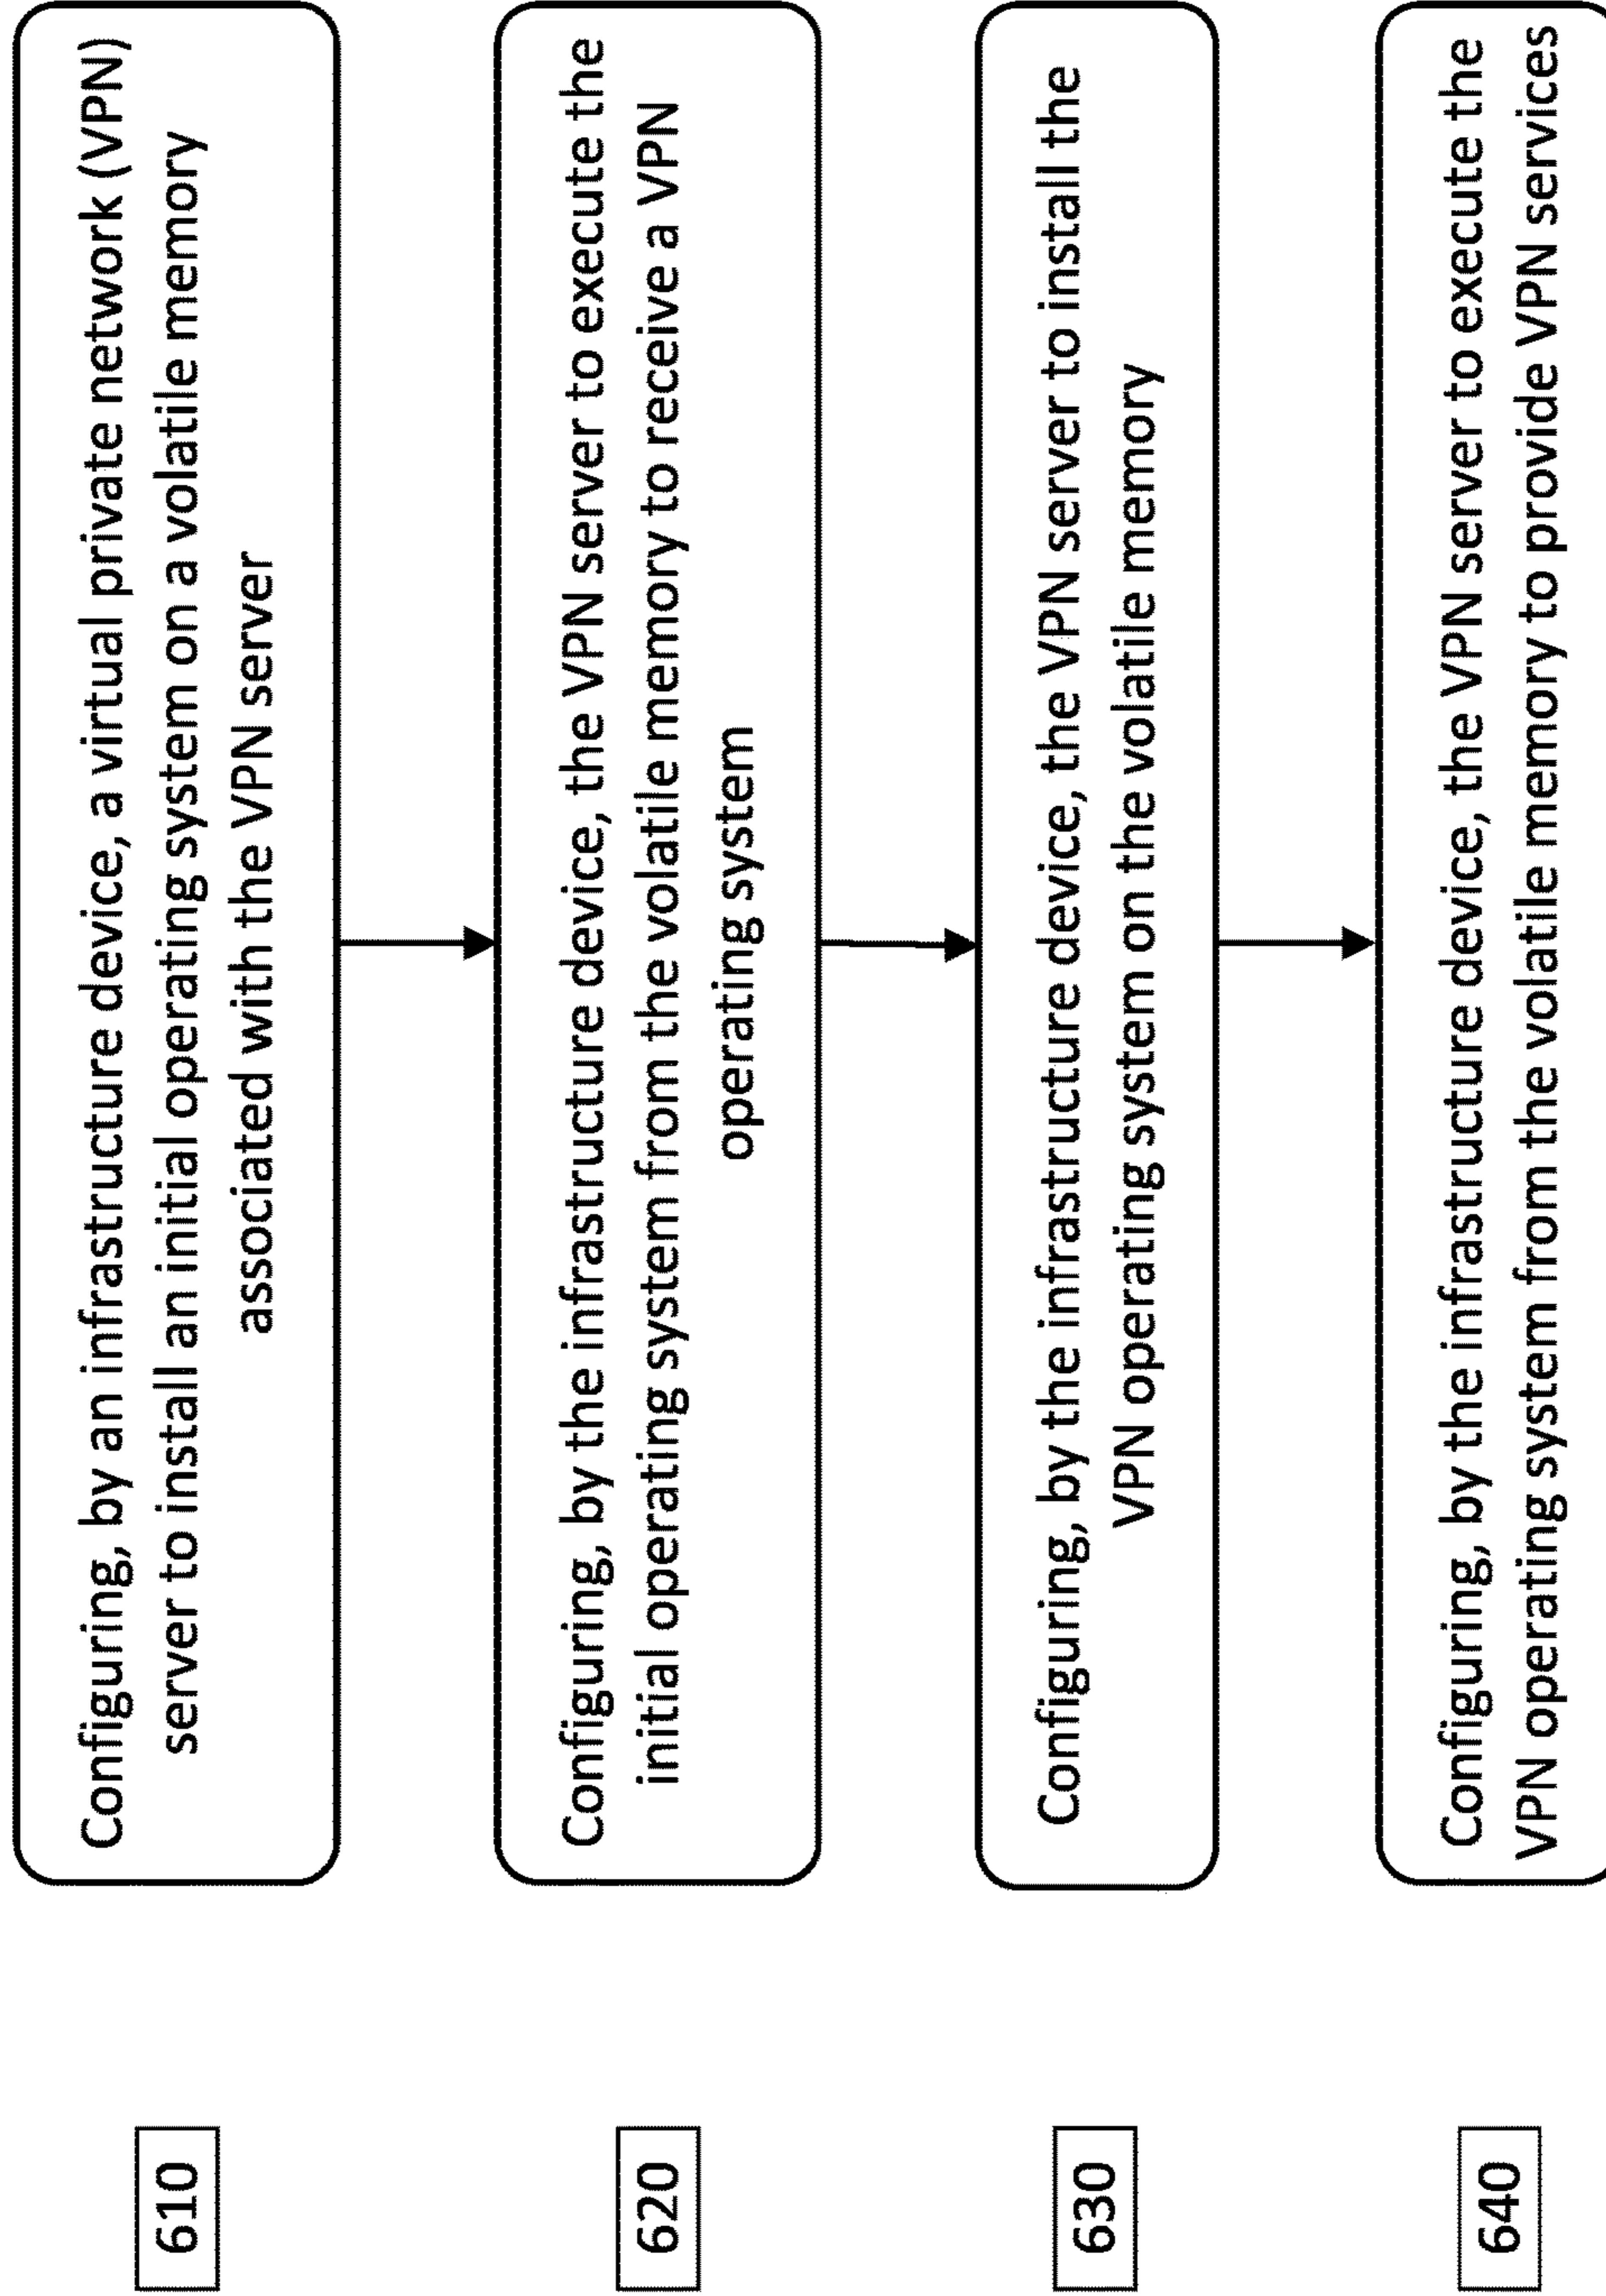 610
Configuring, by an infrastructure device, a virtual private network (VPN)
server to install an initial operating system on a volatile memory
associated with the VPN server
620
Configuring, by the infrastructure device, the VPN server to execute the
initial operating system from the volatile memory to receive a VPN
operating system
630
Configuring, by the infrastructure device, the VPN server to install the
VPN operating system on the volatile memory
640
Configuring, by the infrastructure device, the VPN server to execute the
VPN operating system from the volatile memory to provide VPN services